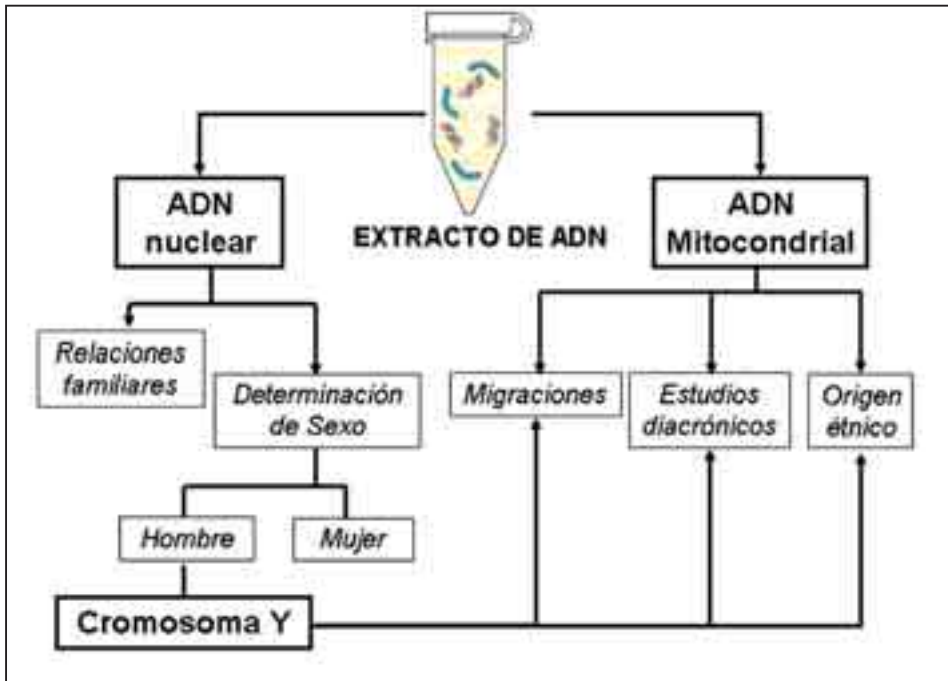 EXTRACTO DE ADN
ADN
nuclear
ADN
Mitocondrial
Relaciones
familiares
Determinación
de Sexo
Migraciones
Estudios
diacrónicos
Origen
étnico
Hombre
Mujer
Cromosoma Y